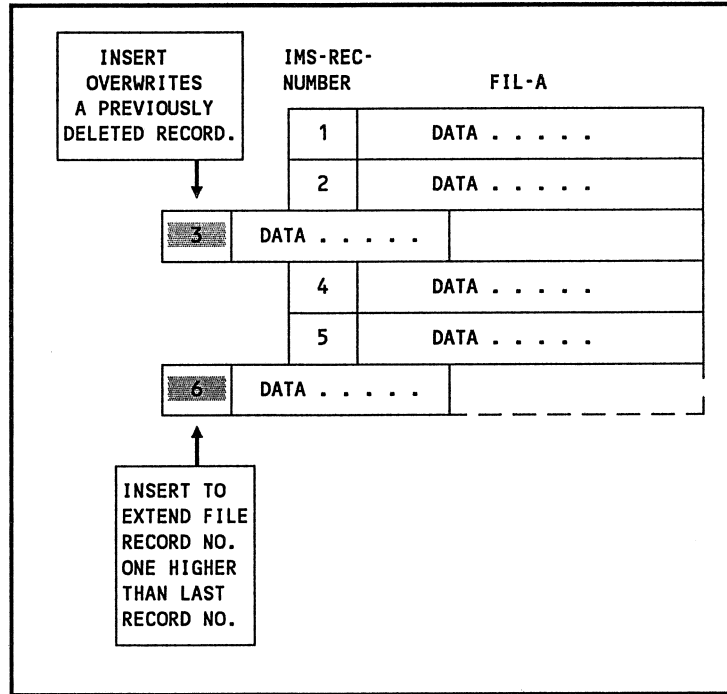 INSERT
OVERWRITES
A PREVIOUSLY
DELETED RECORD.
IMS-REC-
NUMBER
FIL-A
1 DATA . . . . .
2 DATA . . . . .
3 DATA . . . . .
4 DATA . . . . .
5 DATA . . . . .
6 DATA . . . . .
INSERT TO
EXTEND FILE
RECORD NO.
ONE HIGHER
THAN LAST
RECORD NO.